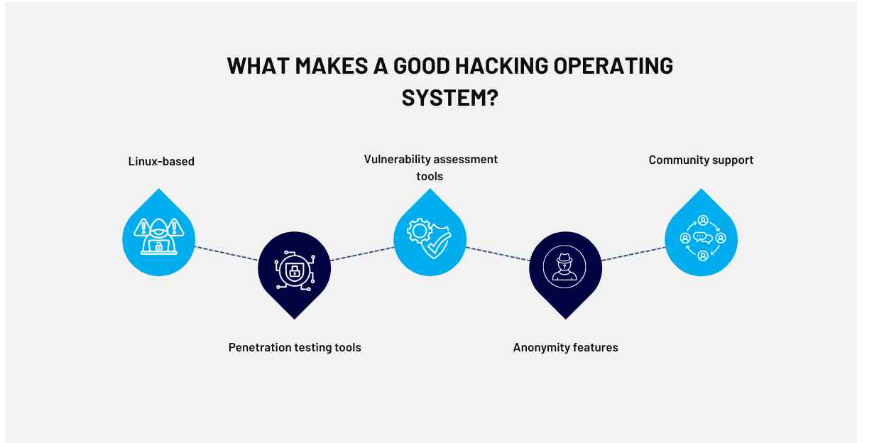 WHAT MAKES A GOOD HACKING OPERATING
SYSTEM?
Linux-based
Vulnerability assessment
tools
Community support
Penetration testing tools
Anonymity features